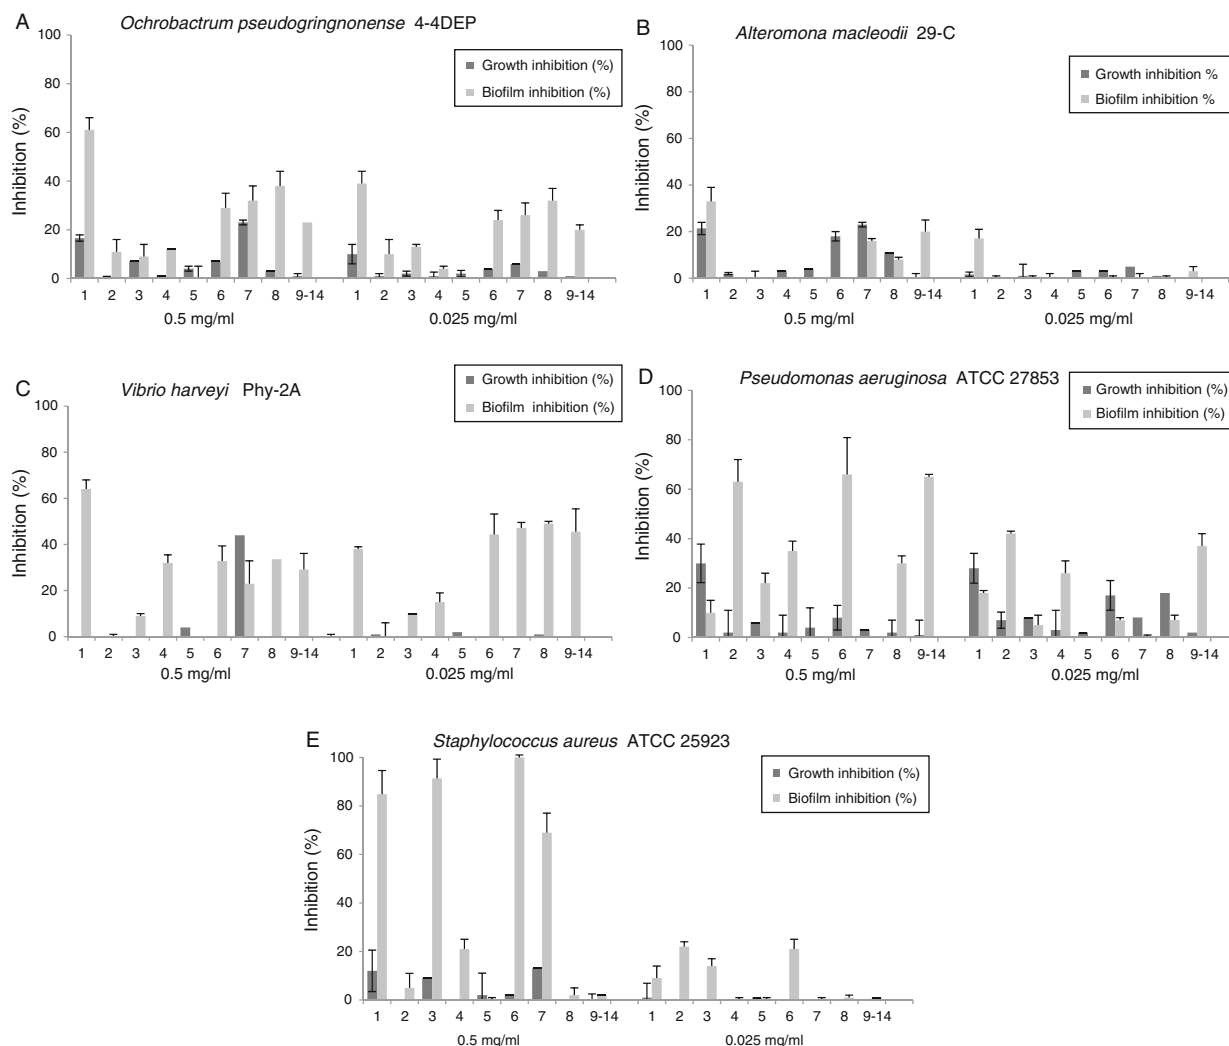 A
Ochrobactrum pseudogringnonense 4-4DEP
Growth inhibition (%)
Biofilm inhibition (%)
Inhibition (%)
100
80
60
40
20
0
1 2 3 4 5 6 7 8 9-14 1 2 3 4 5 6 7 8 9-14
0.5 mg/ml 0.025 mg/ml
B
Alteromona macleodii 29-C
Growth inhibition %
Biofilm inhibition %
Inhibition (%)
100
80
60
40
20
0
1 2 3 4 5 6 7 8 9-14 1 2 3 4 5 6 7 8 9-14
0.5 mg/ml 0.025 mg/ml
C
Vibrio harveyi Phy-2A
Growth inhibition (%)
Biofilm inhibition (%)
Inhibition (%)
100
80
60
40
20
0
1 2 3 4 5 6 7 8 9-14 1 2 3 4 5 6 7 8 9-14
0.5 mg/ml 0.025 mg/ml
D
Pseudomonas aeruginosa ATCC 27853
Growth inhibition (%)
Biofilm inhibition (%)
Inhibition (%)
100
80
60
40
20
0
1 2 3 4 5 6 7 8 9-14 1 2 3 4 5 6 7 8 9-14
0.5 mg/ml 0.025 mg/ml
E
Staphylococcus aureus ATCC 25923
Growth inhibition (%)
Biofilm inhibition (%)
Inhibition (%)
100
80
60
40
20
0
1 2 3 4 5 6 7 8 9-14 1 2 3 4 5 6 7 8 9-14
0.5 mg/ml 0.025 mg/ml